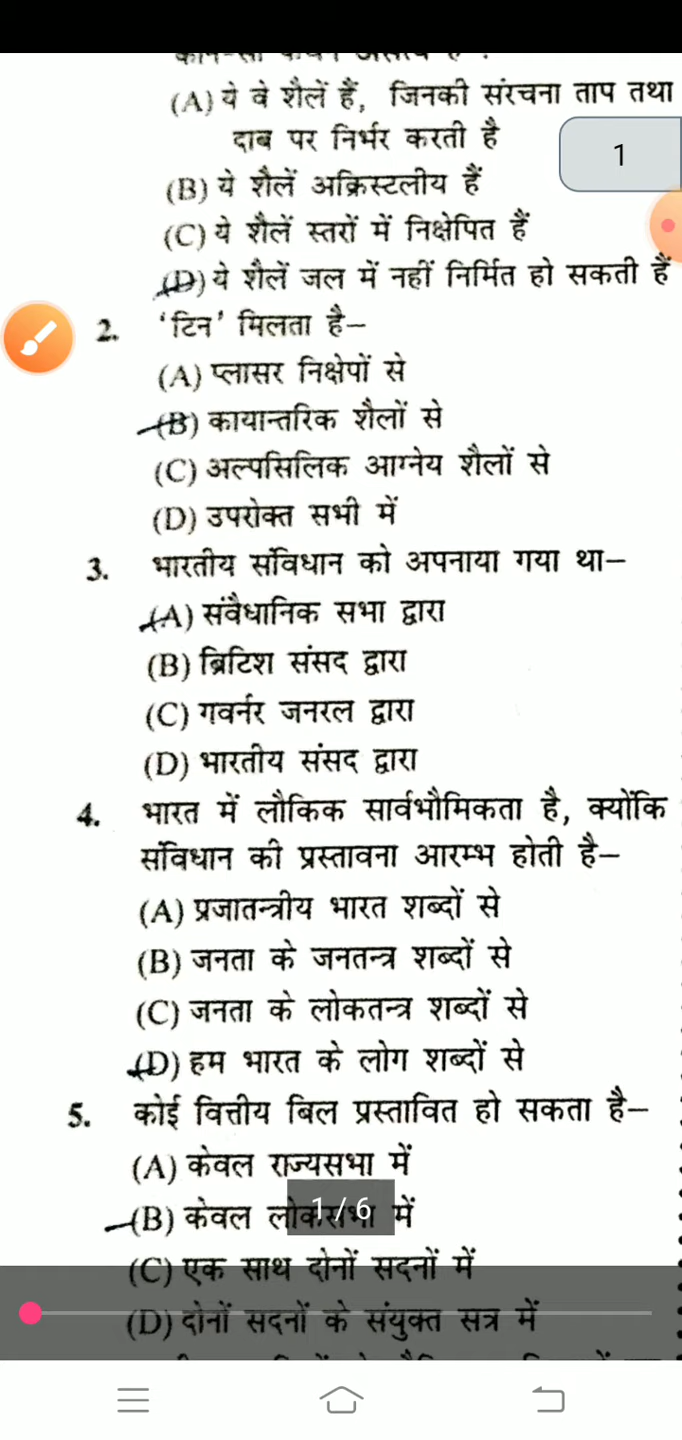 (A) ये वे शैलें हैं, जिनकी संरचना ताप तथा
दाब पर निर्भर करती है
1
(B) ये शैलें अक्रिस्टलीय हैं
(C) ये शैलें स्तरों में निक्षेपित हैं
(D) ये शैलें जल में नहीं निर्मित हो सकती हैं
2. ‘टिन’ मिलता है–
(A) प्लासर निक्षेपों से
(B) कायान्तरिक शैलों से
(C) अल्पसिलिक आग्नेय शैलों से
(D) उपरोक्त सभी में
3. भारतीय संविधान को अपनाया गया था–
(A) संवैधानिक सभा द्वारा
(B) ब्रिटिश संसद द्वारा
(C) गवर्नर जनरल द्वारा
(D) भारतीय संसद द्वारा
4. भारत में लौकिक सार्वभौमिकता है, क्योंकि
संविधान की प्रस्तावना आरम्भ होती है–
(A) प्रजातन्त्रीय भारत शब्दों से
(B) जनता के जनतन्त्र शब्दों से
(C) जनता के लोकतन्त्र शब्दों से
(D) हम भारत के लोग शब्दों से
5. कोई वित्तीय बिल प्रस्तावित हो सकता है–
(A) केवल राज्यसभा में
(B) केवल लोकसभा में
1 / 6
(C) एक साथ दोनों सदनों में
(D) दोनों सदनों के संयुक्त सत्र में